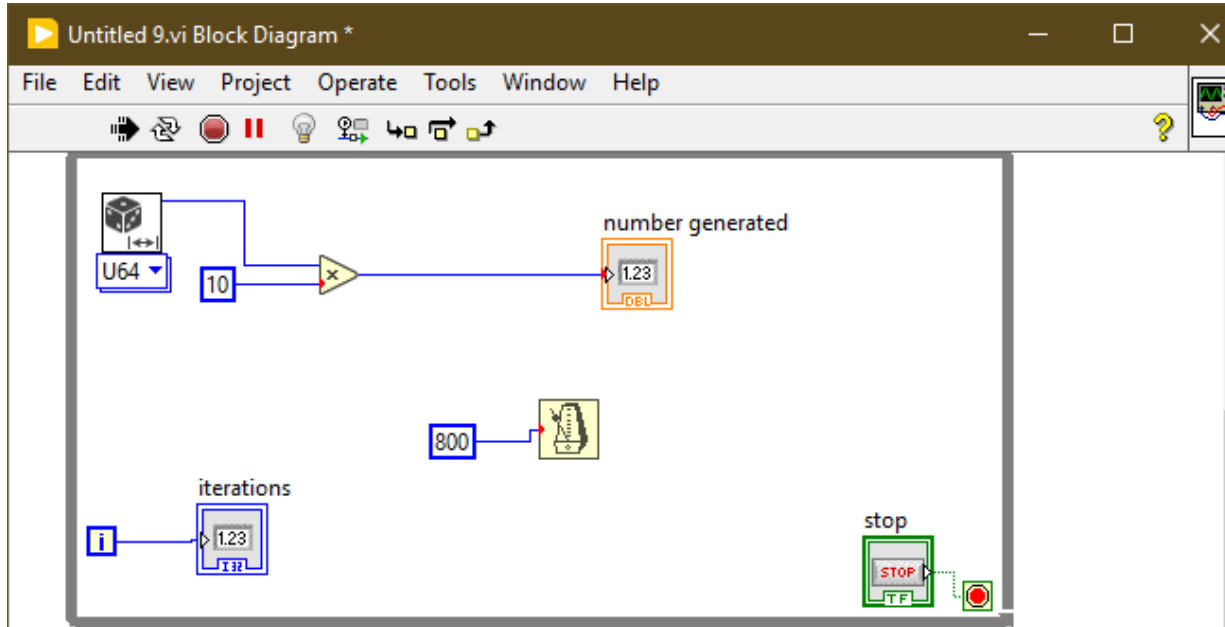 Untitled 9.vi Block Diagram *
File Edit View Project Operate Tools Window Help
number generated
U64
10
×
1.23
DBL
800
iterations
i
1.23
I32
stop
STOP
TF